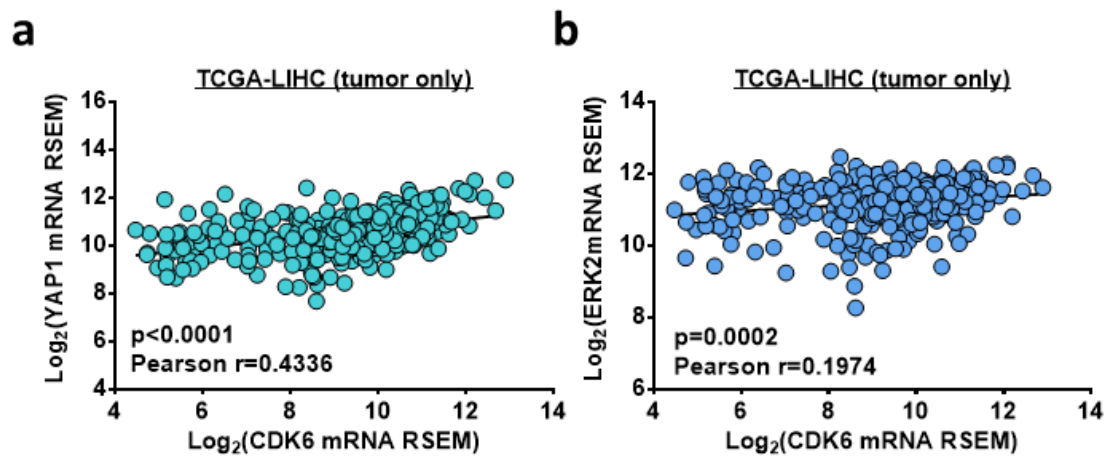 a
TCGA-LIHC (tumor only)
Log2(YAP1 mRNA RSEM)
16
14
12
10
8
6
4
p<0.0001
Pearson r=0.4336
4 6 8 10 12 14
Log2(CDK6 mRNA RSEM)
b
TCGA-LIHC (tumor only)
Log2(ERK2mRNA RSEM)
14
12
10
8
6
p=0.0002
Pearson r=0.1974
4 6 8 10 12 14
Log2(CDK6 mRNA RSEM)